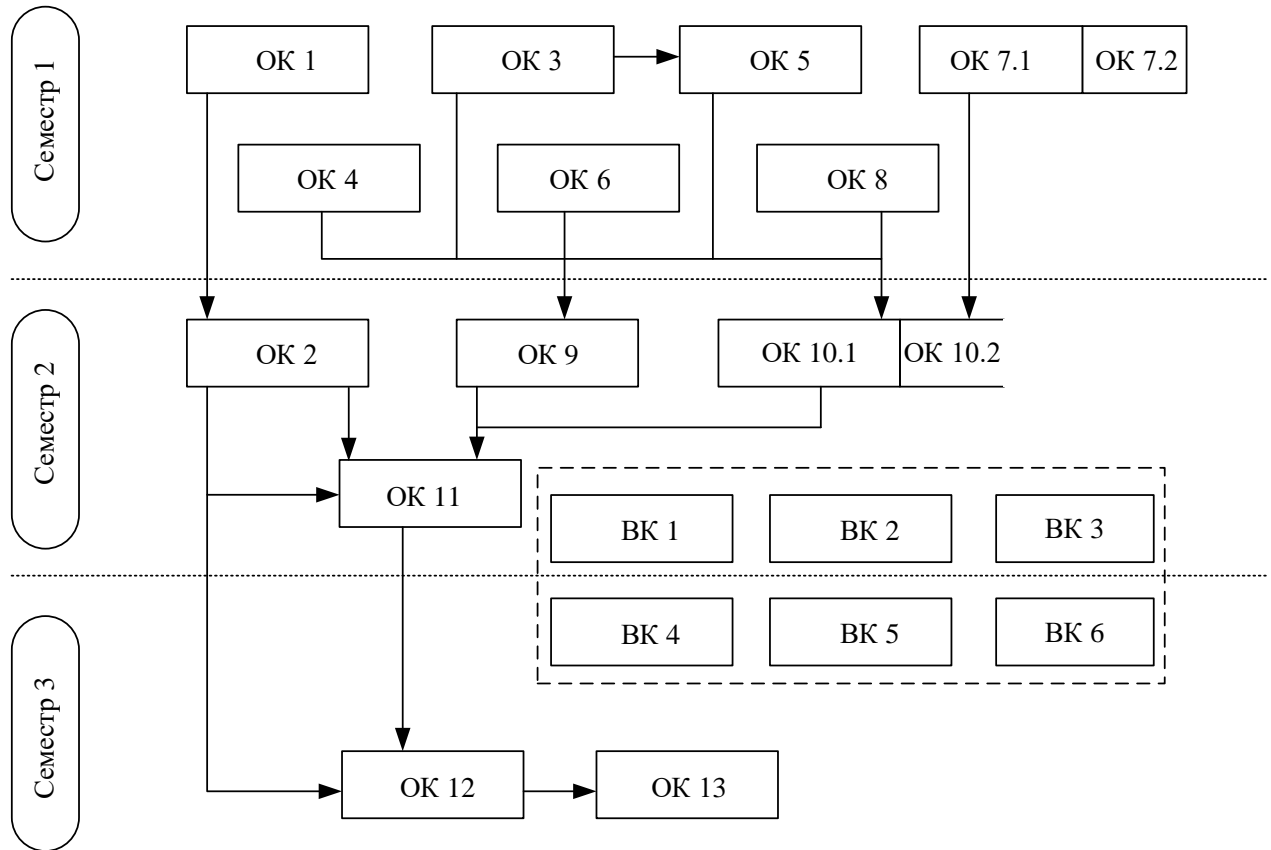 Семестр 1
ОК 1
ОК 3
ОК 5
ОК 7.1
ОК 7.2
ОК 4
ОК 6
ОК 8
Семестр 2
ОК 2
ОК 9
ОК 10.1
ОК 10.2
ОК 11
ВК 1
ВК 2
ВК 3
Семестр 3
ВК 4
ВК 5
ВК 6
ОК 12
ОК 13